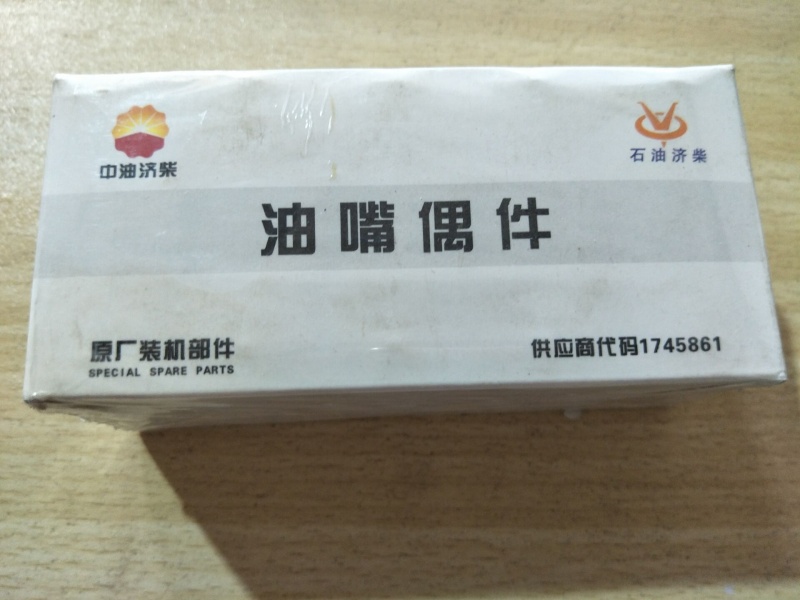 中油济柴
石油济柴
油嘴偶件
原厂装机部件
SPECIAL SPARE PARTS
供应商代码1745861